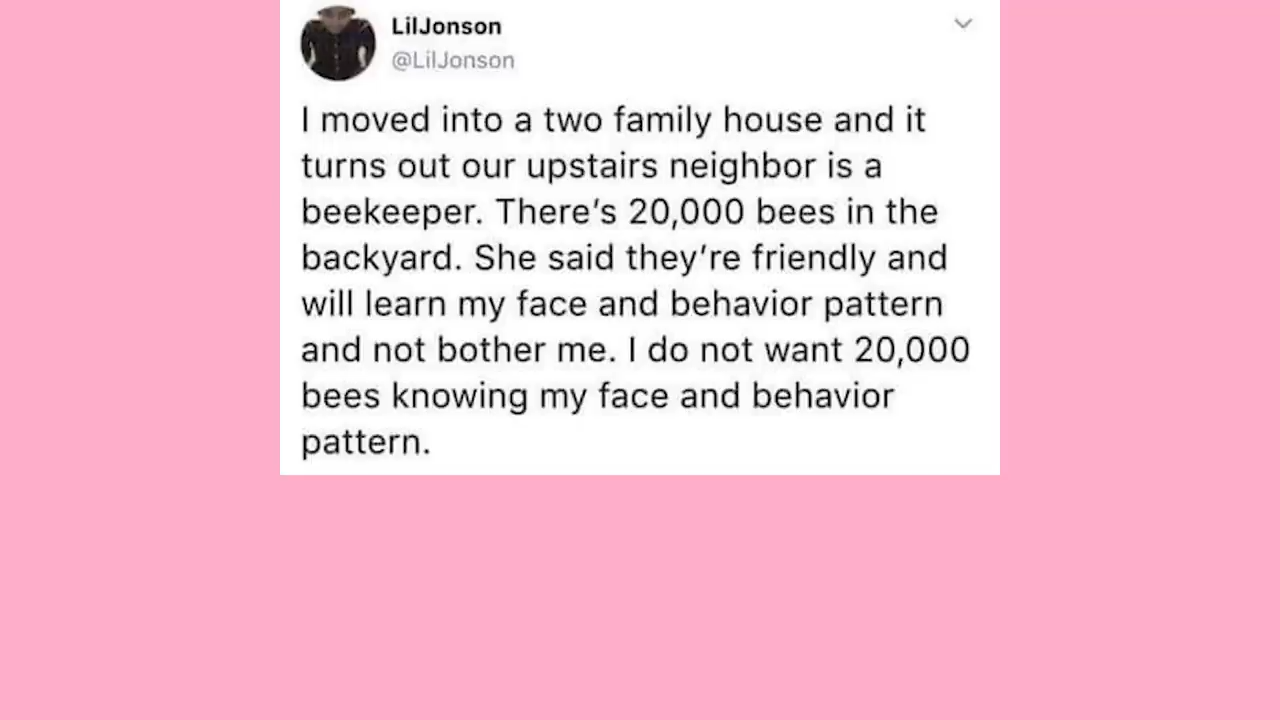 LilJonson
@LilJonson
I moved into a two family house and it
turns out our upstairs neighbor is a
beekeeper. There's 20,000 bees in the
backyard. She said they're friendly and
will learn my face and behavior pattern
and not bother me. I do not want 20,000
bees knowing my face and behavior
pattern.